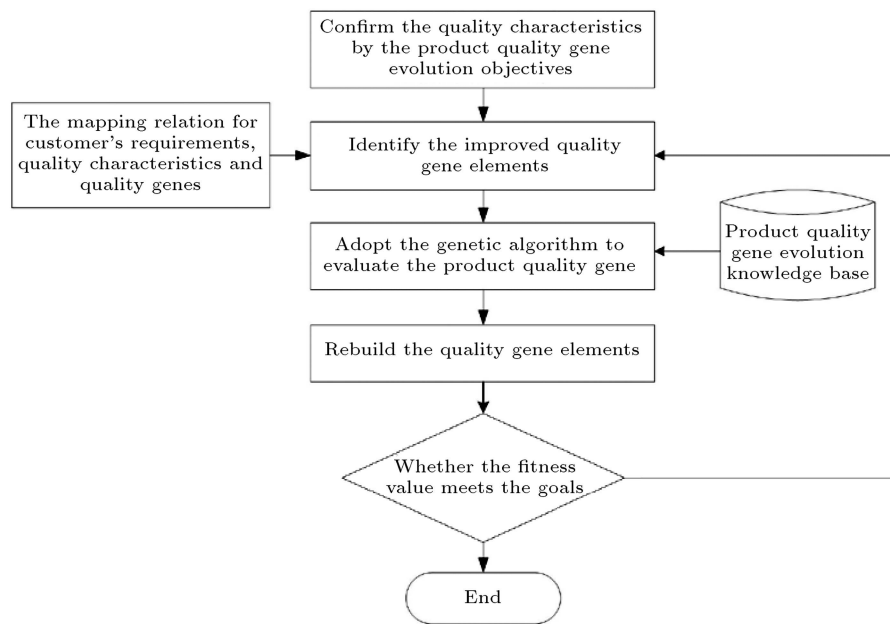 Confirm the quality characteristics
by the product quality gene
evolution objectives
The mapping relation for
customer's requirements,
quality characteristics and
quality genes
Identify the improved quality
gene elements
Adopt the genetic algorithm to
evaluate the product quality gene
Product quality
gene evolution
knowledge base
Rebuild the quality gene elements
Whether the fitness
value meets the goals
End